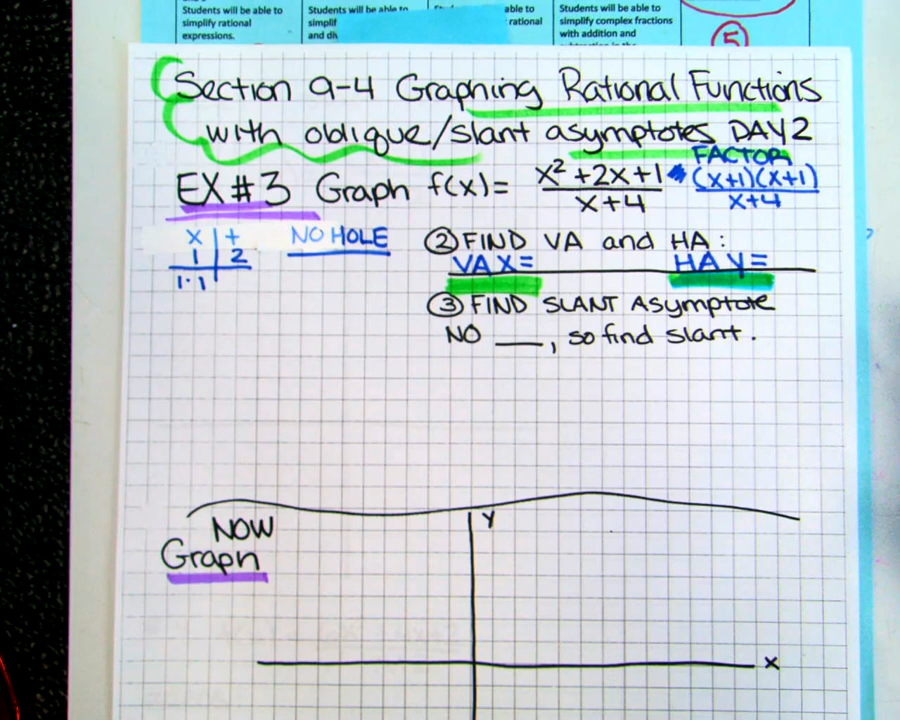 Students will be able to
simplify rational
expressions.
Students will be able to
simplif
and di
able to
rational
Students will be able to
simplify complex fractions
with addition and
5
Section 9-4 Graphing Rational Functions
with oblique/slant asymptotes DAY 2
FACTOR
EX#3 Graph f(x)= x² +2x+1 (x+1)(x+1)
x+4 x+4
x +
1 2
1·1
NO HOLE
② FIND VA and HA:
VA X= HA Y=
③ FIND SLANT Asymptote
NO ___, so find slant.
NOW
Graph
Y
x